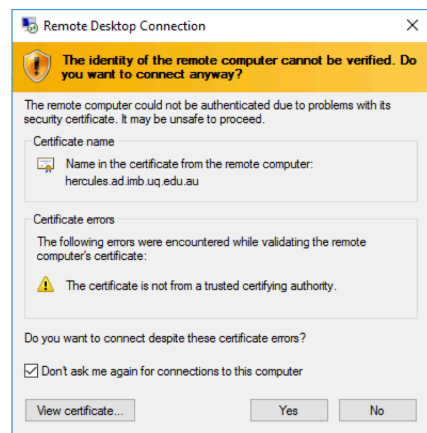 Remote Desktop Connection
The identity of the remote computer cannot be verified. Do
you want to connect anyway?
The remote computer could not be authenticated due to problems with its
security certificate. It may be unsafe to proceed.
Certificate name
Name in the certificate from the remote computer:
hercules.ad.imb.uq.edu.au
Certificate errors
The following errors were encountered while validating the remote
computer's certificate:
The certificate is not from a trusted certifying authority.
Do you want to connect despite these certificate errors?
Don't ask me again for connections to this computer
View certificate...
Yes
No